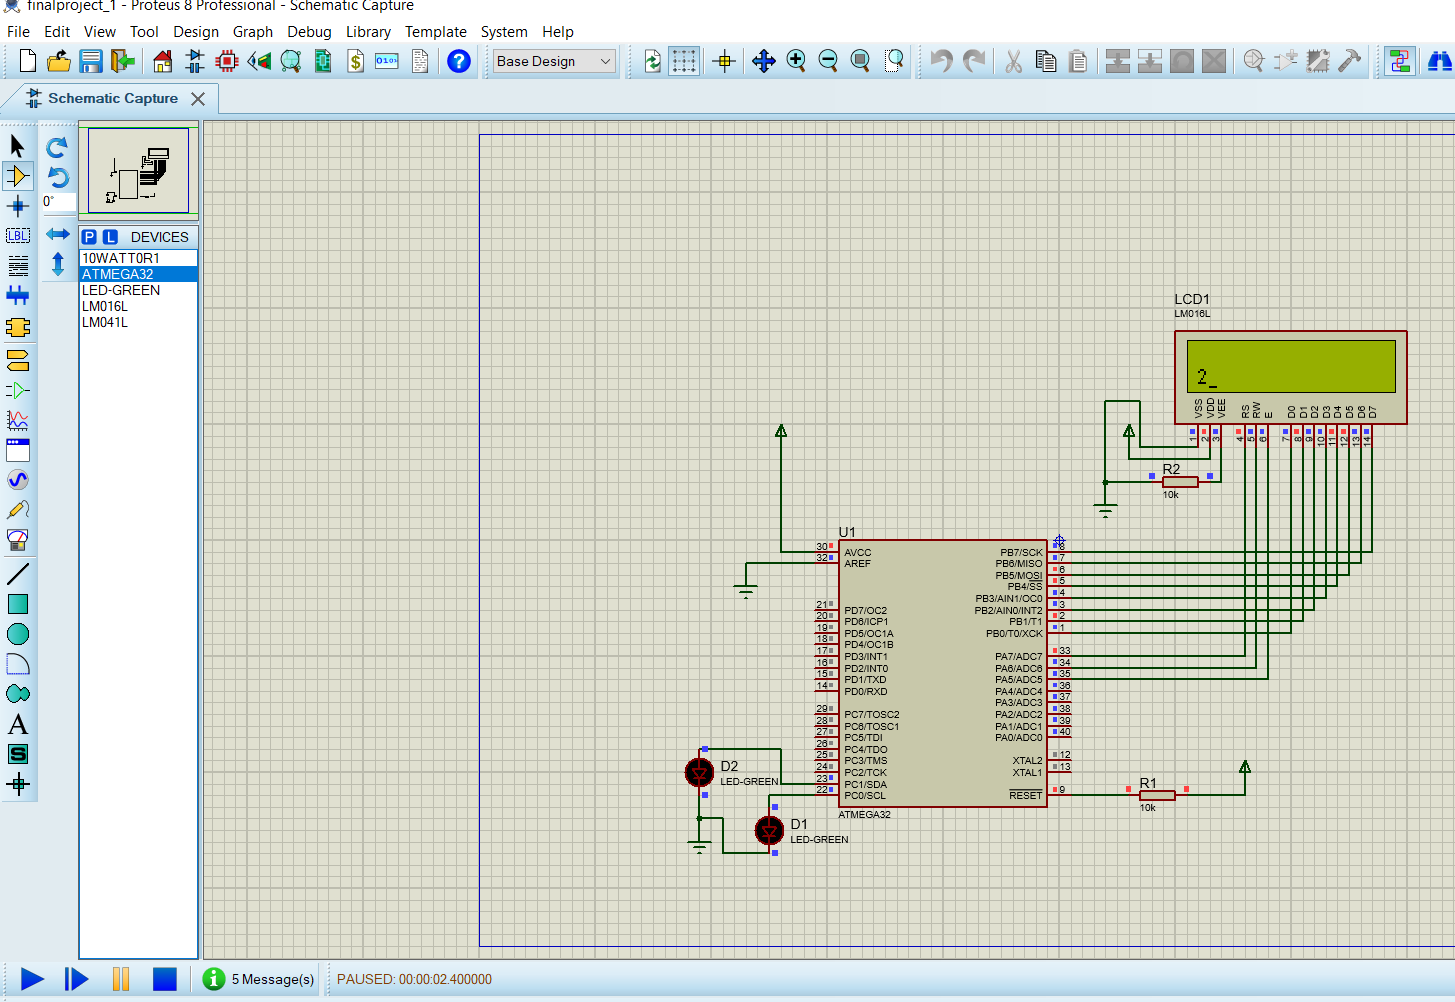 finalproject_1 - Proteus 8 Professional - Schematic Capture
File Edit View Tool Design Graph Debug Library Template System Help
$ 0101 ? Base Design
Schematic Capture
0°
LBL
P L DEVICES
10WATT0R1
ATMEGA32
LED-GREEN
LM016L
LM041L
A
S
LCD1
LM016L
2_
VSS VDD VEE RS RW E D0 D1 D2 D3 D4 D5 D6 D7
1 2 3 4 5 6 7 8 9 10 11 12 13 14
R2
10k
U1
30 AVCC PB7/SCK 8
32 AREF PB6/MISO 7
PB5/MOSI 6
PB4/SS 5
PB3/AIN1/OC0 4
21 PD7/OC2 PB2/AIN0/INT2 3
20 PD6/ICP1 PB1/T1 2
19 PD5/OC1A PB0/T0/XCK 1
18 PD4/OC1B
17 PD3/INT1 PA7/ADC7 33
16 PD2/INT0 PA6/ADC6 34
15 PD1/TXD PA5/ADC5 35
14 PD0/RXD PA4/ADC4 36
PA3/ADC3 37
29 PC7/TOSC2 PA2/ADC2 38
28 PC6/TOSC1 PA1/ADC1 39
27 PC5/TDI PA0/ADC0 40
26 PC4/TDO
25 PC3/TMS XTAL2 12
24 PC2/TCK XTAL1 13
23 PC1/SDA
22 PC0/SCL RESET 9
ATMEGA32
D2
LED-GREEN
D1
LED-GREEN
R1
10k
5 Message(s) PAUSED: 00:00:02.400000